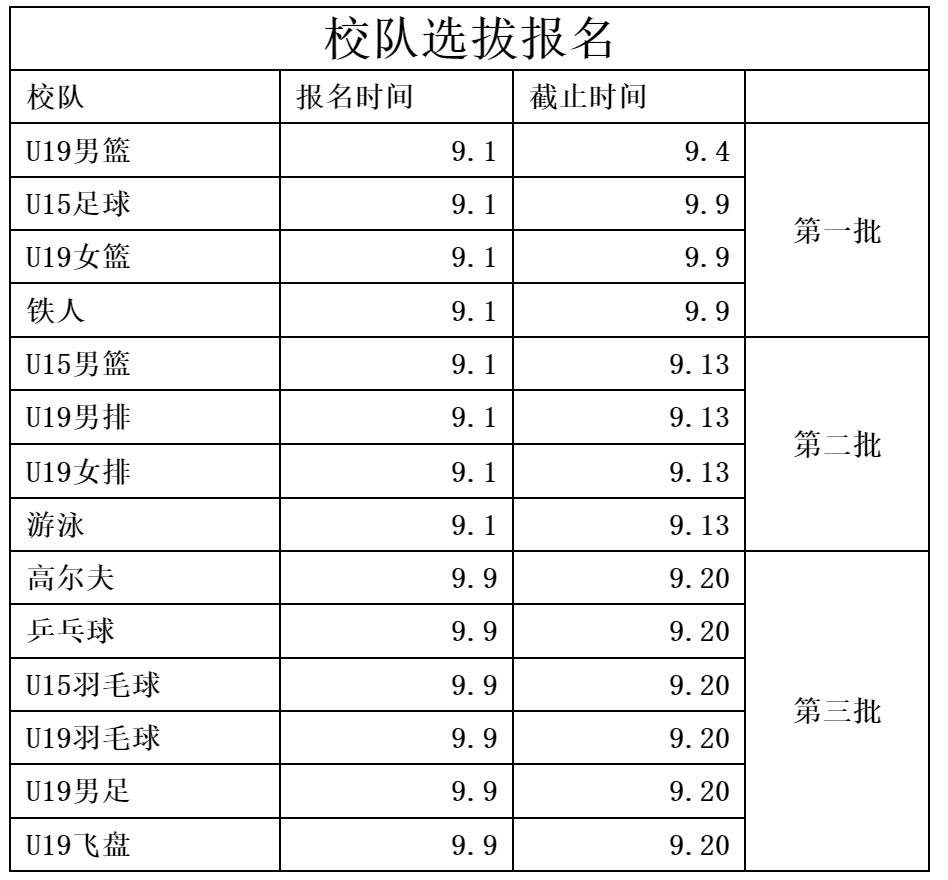 校队选拔报名
校队 报名时间 截止时间
U19男篮 9.1 9.4
U15足球 9.1 9.9
第一批
U19女篮 9.1 9.9
铁人 9.1 9.9
U15男篮 9.1 9.13
U19男排 9.1 9.13
第二批
U19女排 9.1 9.13
游泳 9.1 9.13
高尔夫 9.9 9.20
乒乓球 9.9 9.20
U15羽毛球 9.9 9.20
第三批
U19羽毛球 9.9 9.20
U19男足 9.9 9.20
U19飞盘 9.9 9.20